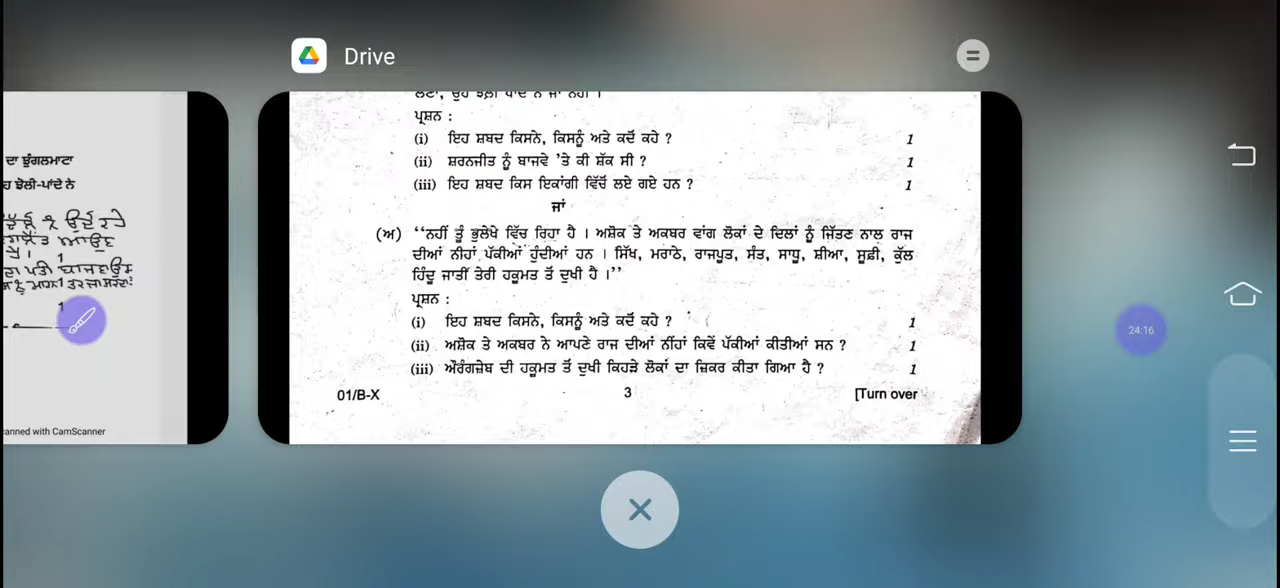 Drive
ਪ੍ਰਸ਼ਨ :
(i) ਇਹ ਸ਼ਬਦ ਕਿਸਨੇ, ਕਿਸਨੂੰ ਅਤੇ ਕਦੋਂ ਕਹੇ ? 1
(ii) ਸ਼ਰਨਜੀਤ ਨੂੰ ਬਾਜਵੇ 'ਤੇ ਕੀ ਸ਼ੱਕ ਸੀ ? 1
(iii) ਇਹ ਸ਼ਬਦ ਕਿਸ ਇਕਾਂਗੀ ਵਿੱਚੋਂ ਲਏ ਗਏ ਹਨ ? 1
ਜਾਂ
(ਅ) ‘‘ਨਹੀਂ ਤੂੰ ਭੁਲੇਖੇ ਵਿੱਚ ਰਿਹਾ ਹੈ । ਅਸ਼ੋਕ ਤੇ ਅਕਬਰ ਵਾਂਗ ਲੋਕਾਂ ਦੇ ਦਿਲਾਂ ਨੂੰ ਜਿੱਤਣ ਨਾਲ ਰਾਜ
ਦੀਆਂ ਨੀਹਾਂ ਪੱਕੀਆਂ ਹੁੰਦੀਆਂ ਹਨ । ਸਿੱਖ, ਮਰਾਠੇ, ਰਾਜਪੂਤ, ਸੰਤ, ਸਾਧੂ, ਸ਼ੀਆ, ਸੂਫ਼ੀ, ਕੁੱਲ
ਹਿੰਦੂ ਜਾਤੀਂ ਤੇਰੀ ਹਕੂਮਤ ਤੋਂ ਦੁਖੀ ਹੈ ।’’
ਪ੍ਰਸ਼ਨ :
(i) ਇਹ ਸ਼ਬਦ ਕਿਸਨੇ, ਕਿਸਨੂੰ ਅਤੇ ਕਦੋਂ ਕਹੇ ? 1
(ii) ਅਸ਼ੋਕ ਤੇ ਅਕਬਰ ਨੇ ਆਪਣੇ ਰਾਜ ਦੀਆਂ ਨੀਂਹਾਂ ਕਿਵੇਂ ਪੱਕੀਆਂ ਕੀਤੀਆਂ ਸਨ ? 1
(iii) ਔਰੰਗਜ਼ੇਬ ਦੀ ਹਕੂਮਤ ਤੋਂ ਦੁਖੀ ਕਿਹੜੇ ਲੋਕਾਂ ਦਾ ਜ਼ਿਕਰ ਕੀਤਾ ਗਿਆ ਹੈ ? 1
01/B-X 3 [Turn over
ਦਾ ਝੁੰਗਲਮਾਟਾ
ਝੋਲੀ-ਪਾਂਦੇ ਨੇ
1
1
canned with CamScanner
24:16